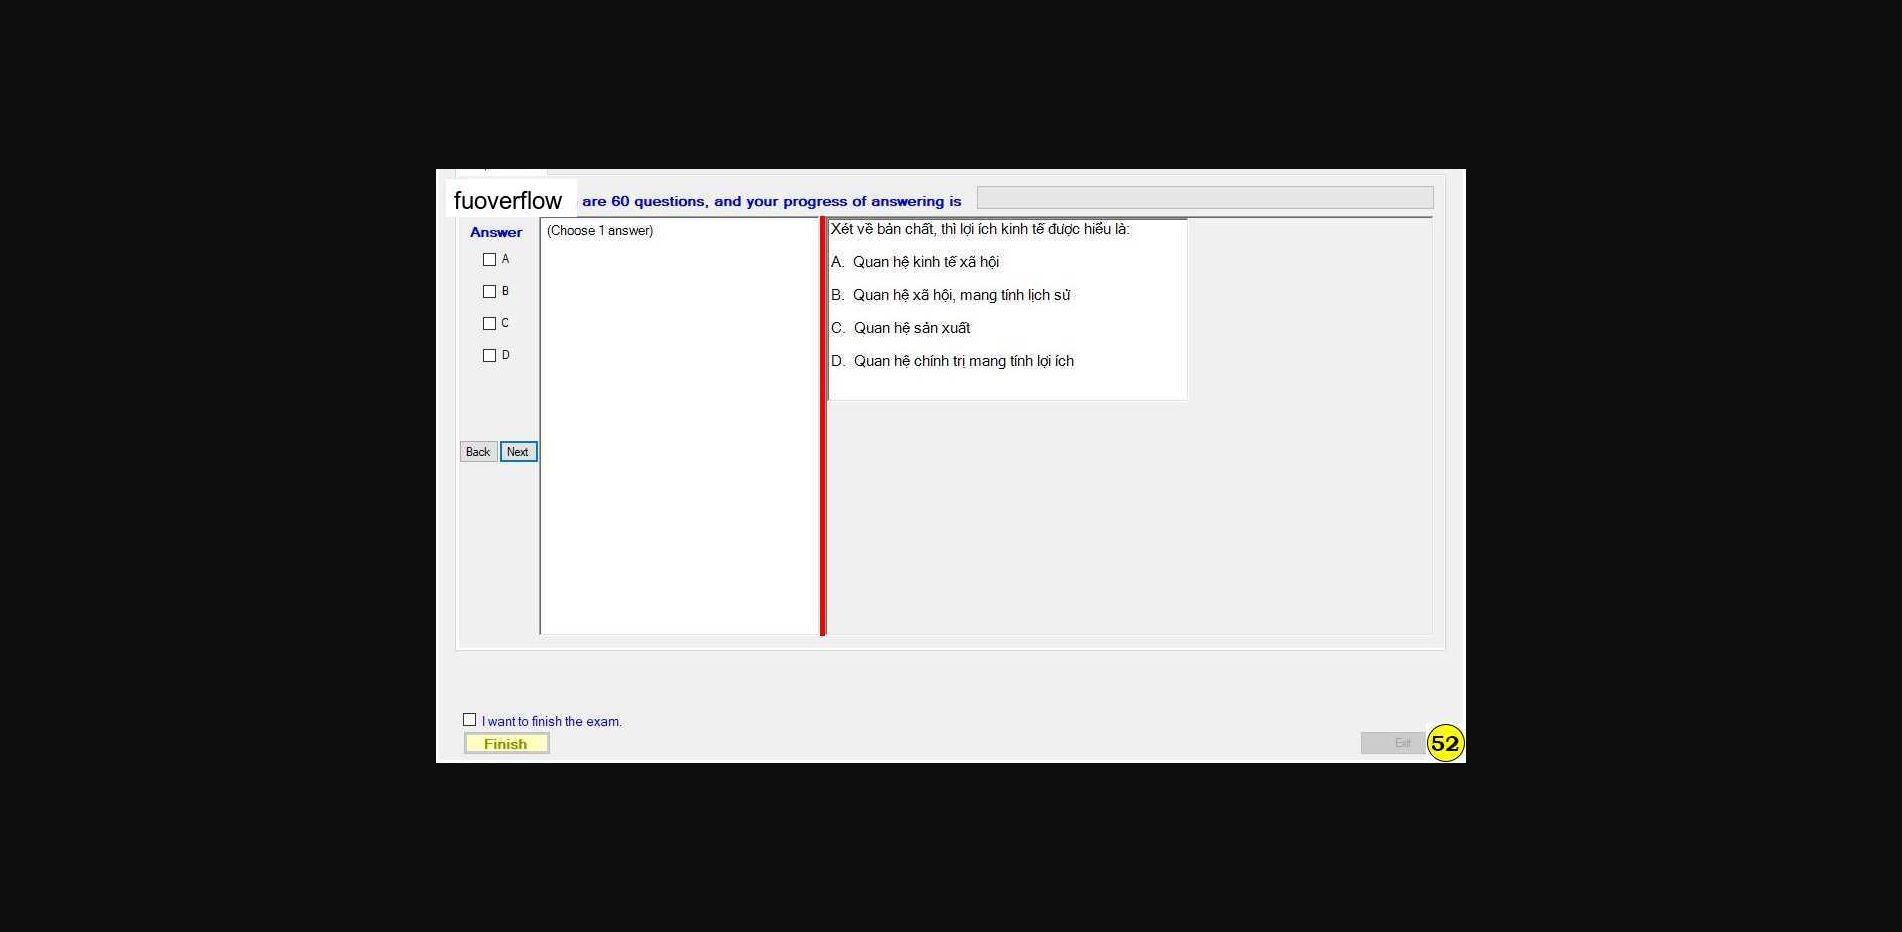 fuoverflow are 60 questions, and your progress of answering is
Answer
(Choose 1 answer)
A
B
C
D
Back Next
Xét về bản chất, thì lợi ích kinh tế được hiểu là:
A. Quan hệ kinh tế xã hội
B. Quan hệ xã hội, mang tính lịch sử
C. Quan hệ sản xuất
D. Quan hệ chính trị mang tính lợi ích
I want to finish the exam.
Finish
Exit
52